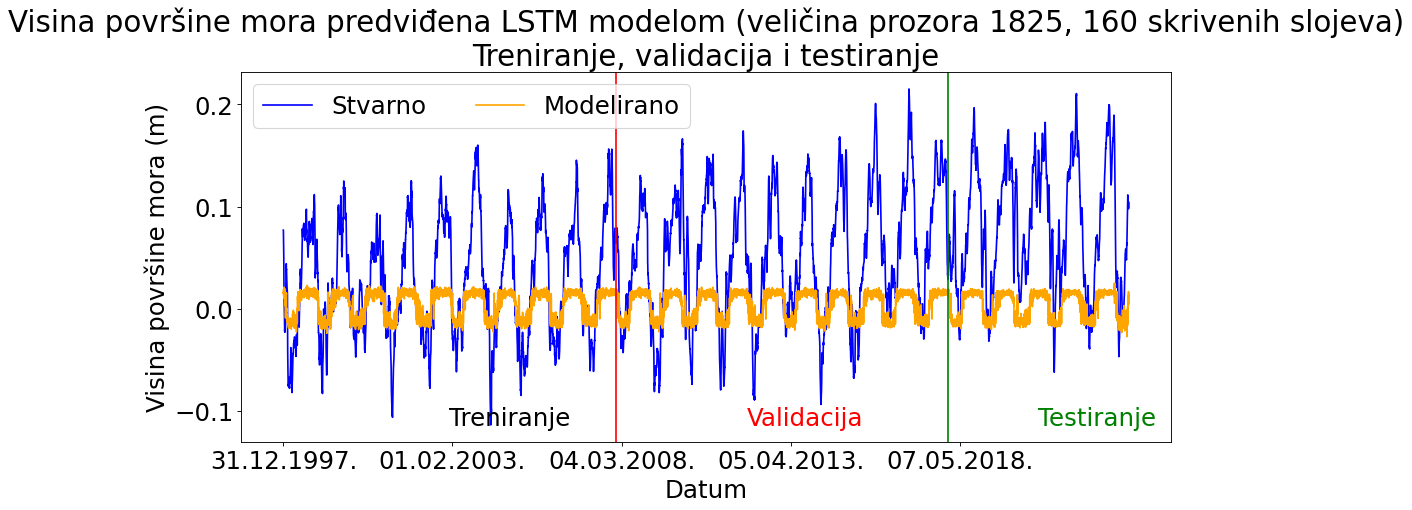 Visina površine mora predviđena LSTM modelom (veličina prozora 1825, 160 skrivenih slojeva)
Treniranje, validacija i testiranje
Stvarno Modelirano
Visina površine mora (m)
0.2
0.1
0.0
−0.1
Treniranje Validacija Testiranje
31.12.1997. 01.02.2003. 04.03.2008. 05.04.2013. 07.05.2018.
Datum